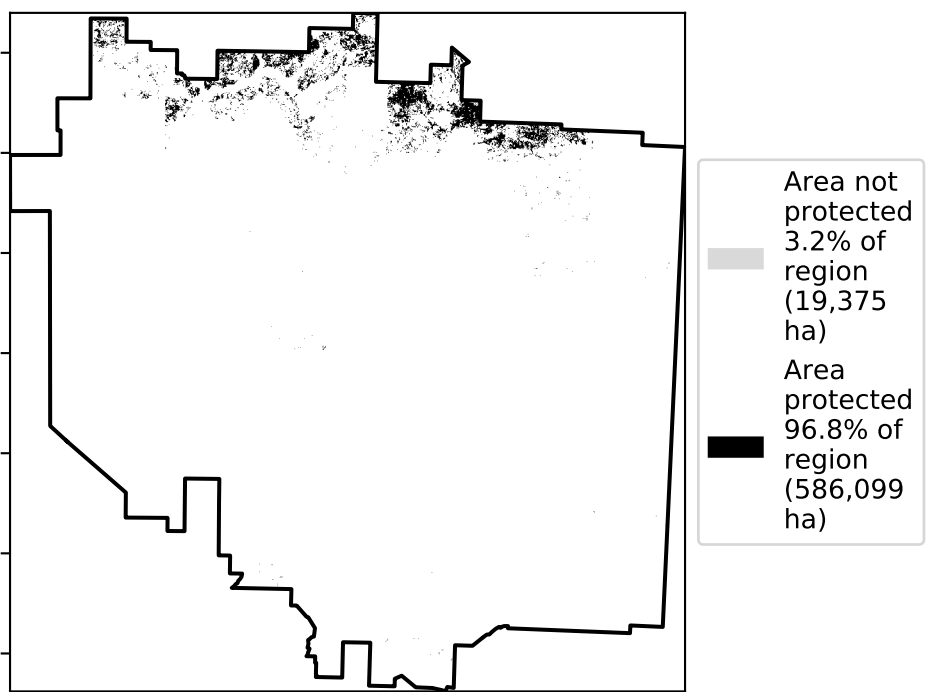 Area not
protected
3.2% of
region
(19,375
ha)
Area
protected
96.8% of
region
(586,099
ha)